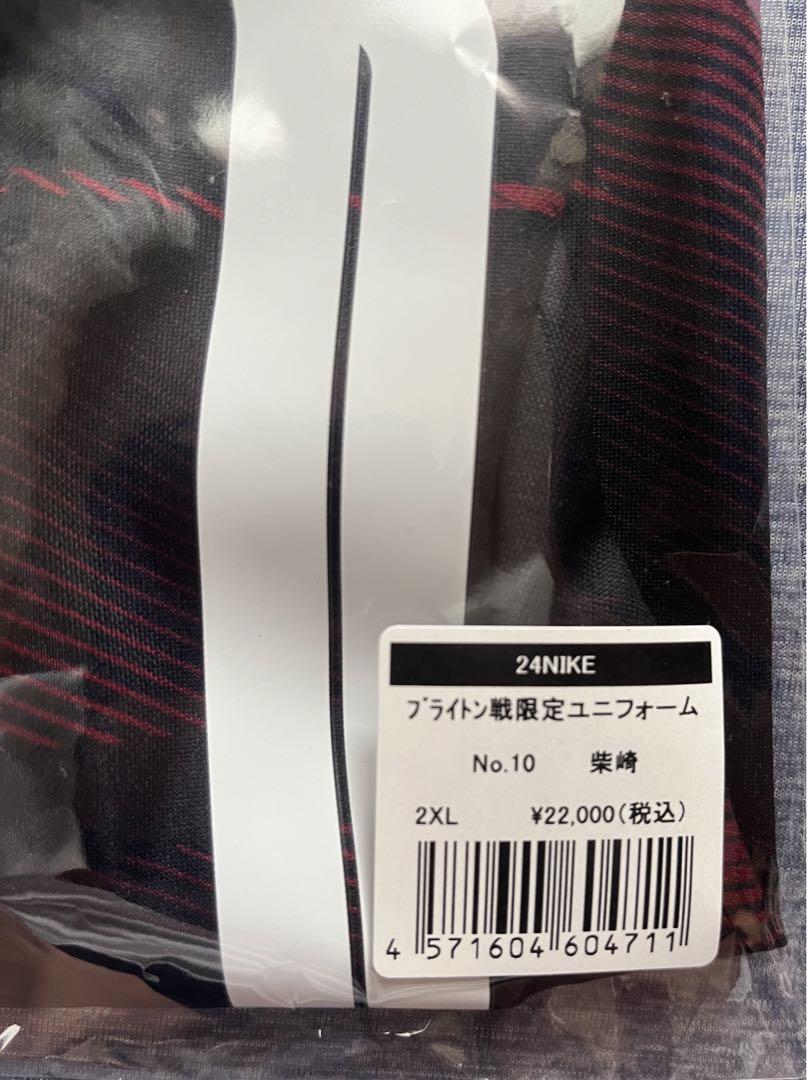 24NIKE
ﾌﾞﾗｲﾄﾝ戦限定ユニフォーム
No.10 柴崎
2XL ¥22,000(税込)
4 571604 604711